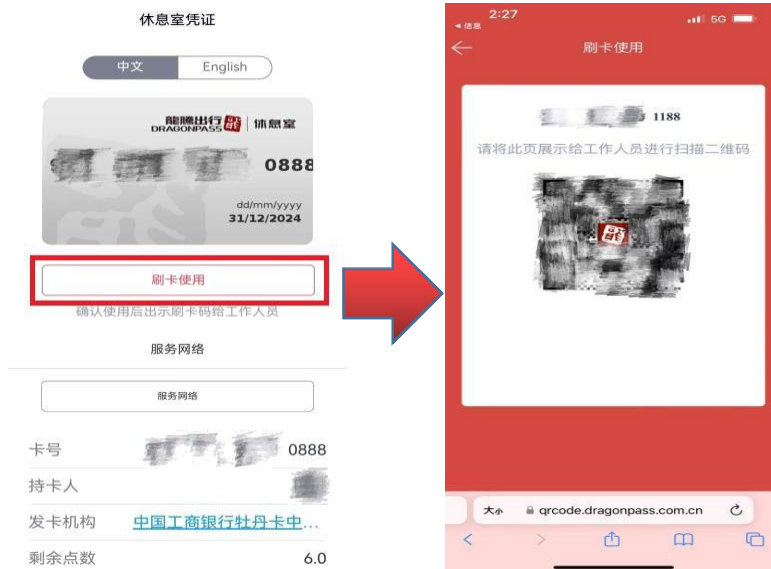 休息室凭证
中文 English
龍騰出行 休息室
DRAGONPASS
0888
dd/mm/yyyy
31/12/2024
刷卡使用
确认使用后出示刷卡码给工作人员
服务网络
服务网络
卡号 0888
持卡人
发卡机构 中国工商银行牡丹卡中...
剩余点数 6.0
2:27 5G
信息
刷卡使用
1188
请将此页展示给工作人员进行扫描二维码
大小 qrcode.dragonpass.com.cn